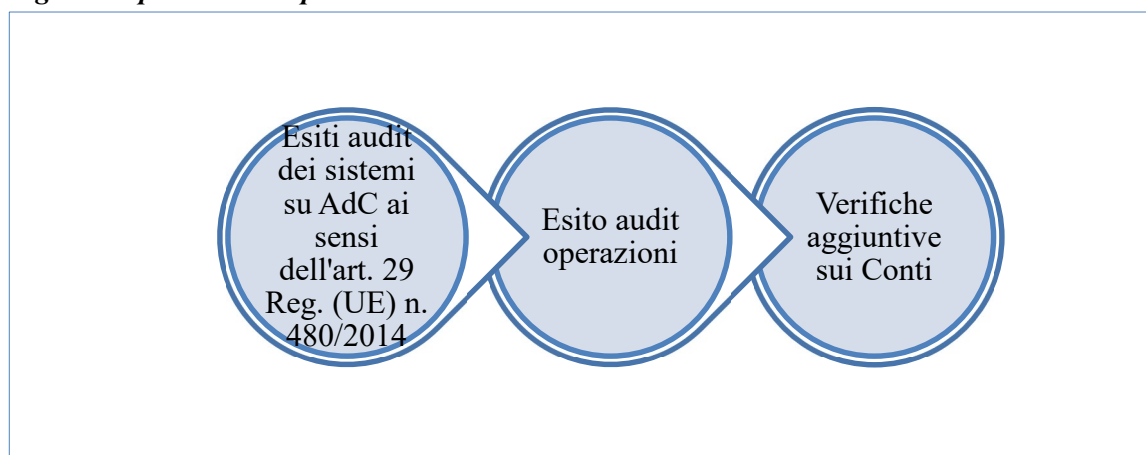 Esiti audit
dei sistemi
su AdC ai
sensi
dell'art. 29
Reg. (UE) n.
480/2014
Esito audit
operazioni
Verifiche
aggiuntive
sui Conti